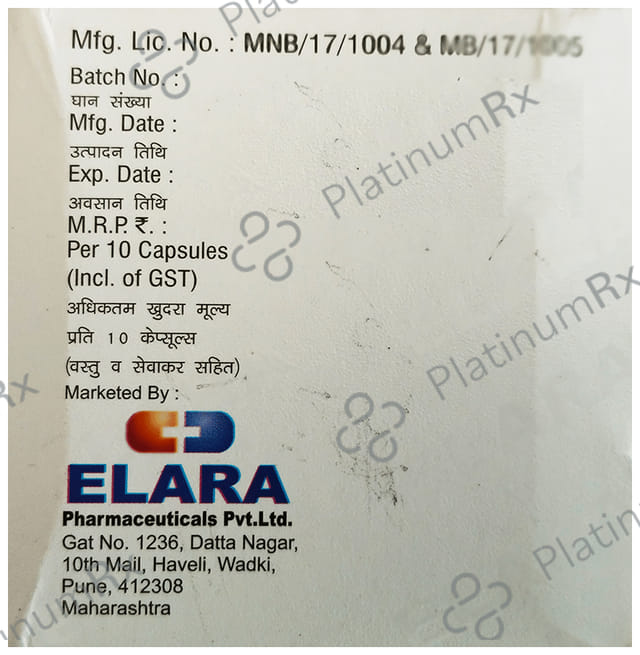 Mfg. Lic. No. : MNB/17/1004 & MB/17/1005
Batch No. :
घान संख्या
Mfg. Date :
उत्पादन तिथि
Exp. Date :
अवसान तिथि
M.R.P. ₹. :
Per 10 Capsules
(Incl. of GST)
अधिकतम खुदरा मूल्य
प्रति 10 केप्सूल्स
(वस्तु व सेवाकर सहित)
Marketed By :
ELARA
Pharmaceuticals Pvt.Ltd.
Gat No. 1236, Datta Nagar,
10th Mail, Haveli, Wadki,
Pune, 412308
Maharashtra
PlatinumRx
PlatinumRx